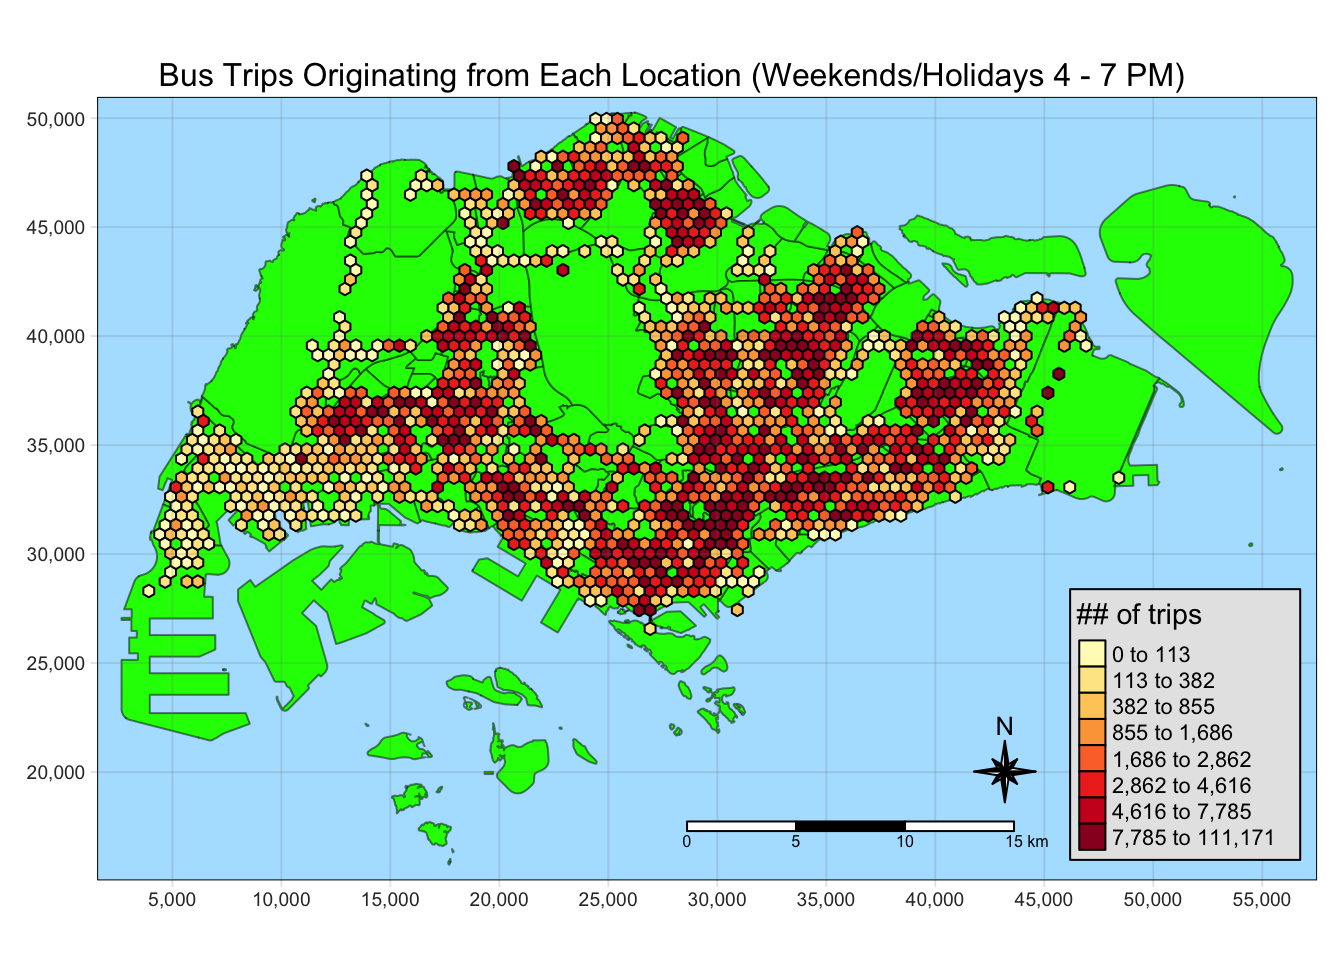 Bus Trips Originating from Each Location (Weekends/Holidays 4 - 7 PM)
50,000
45,000
40,000
35,000
30,000
25,000
20,000
## of trips
0 to 113
113 to 382
382 to 855
855 to 1,686
1,686 to 2,862
2,862 to 4,616
4,616 to 7,785
7,785 to 111,171
N
0 5 10 15 km
5,000 10,000 15,000 20,000 25,000 30,000 35,000 40,000 45,000 50,000 55,000